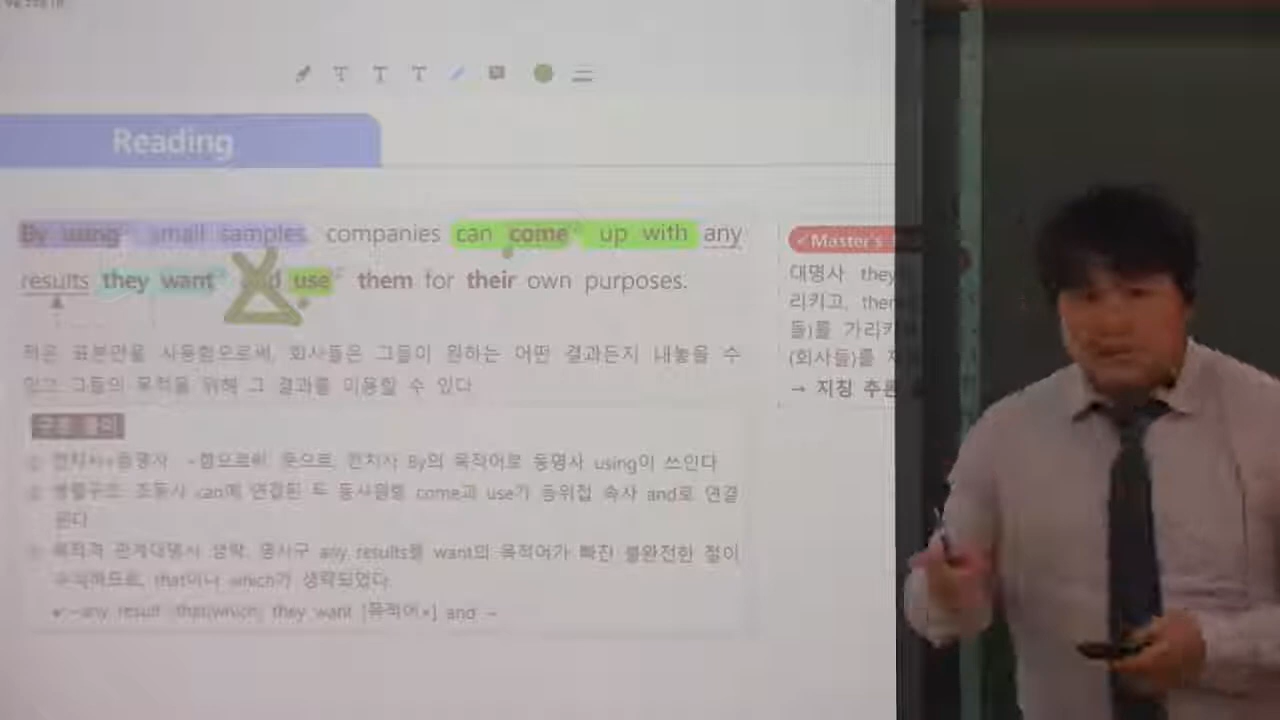 Reading
By using small samples, companies can come up with any
results they want and use them for their own purposes.
적은 표본만을 사용함으로써, 회사들은 그들이 원하는 어떤 결과든지 내놓을 수
있고 그들의 목적을 위해 그 결과를 이용할 수 있다
구문 풀이
전치사+동명사 ~함으로써 뜻으로, 전치사 By의 목적어로 동명사 using이 쓰인다
병렬구조 조동사 can에 연결된 두 동사원형 come과 use가 등위접 속사 and로 연결
된다
목적격 관계대명사 생략. 명사구 any results를 want의 목적어가 빠진 불완전한 절이
수식하므로, that이나 which가 생략되었다
~any result that(which) they want [목적어×] and ~
✓Master's
대명사 they
리키고, them
들)를 가리키
(회사들)를
→ 지칭 추론